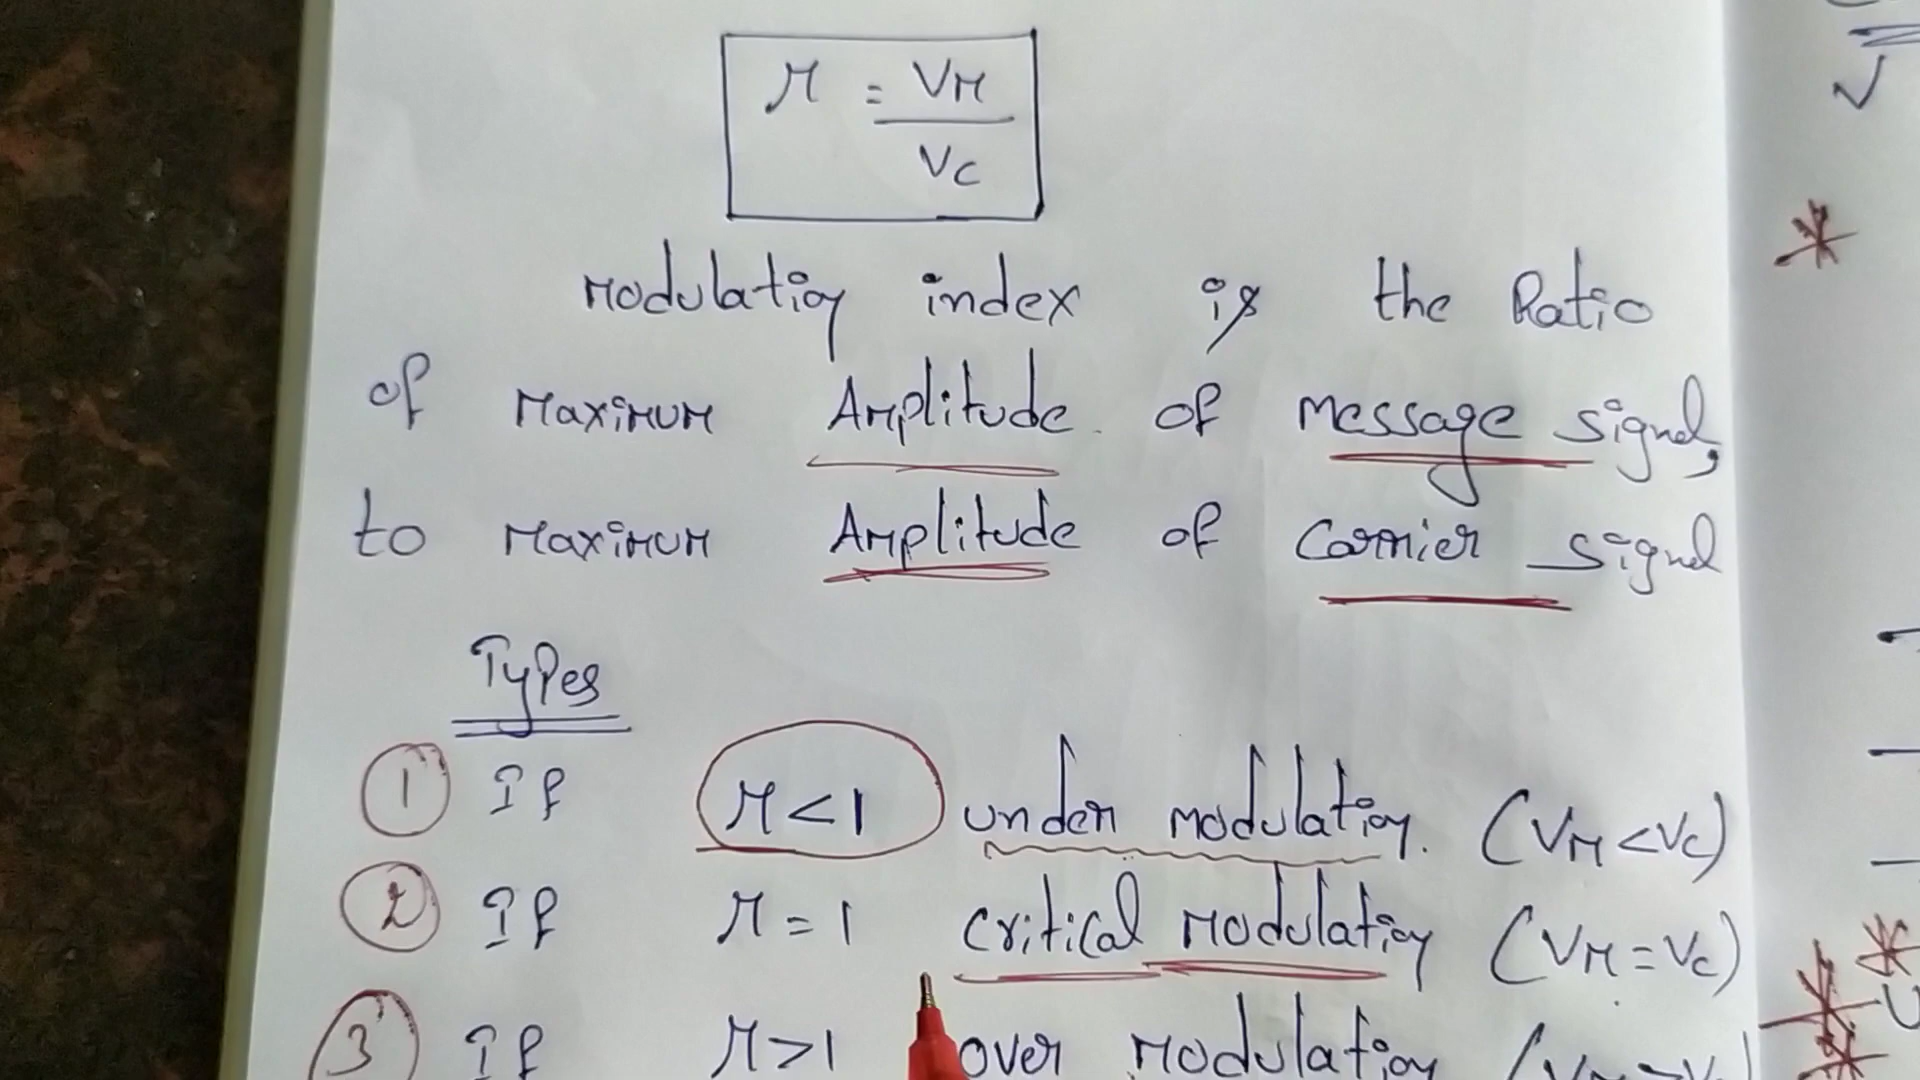 μ = VM
VC
Modulation index is the Ratio
of Maximum Amplitude of message signal,
to Maximum Amplitude of Carrier signal
Types
1 If μ<1 under modulation. (VM<VC)
2 If μ=1 critical Modulation (VM=VC)
3 If μ>1 over Modulation